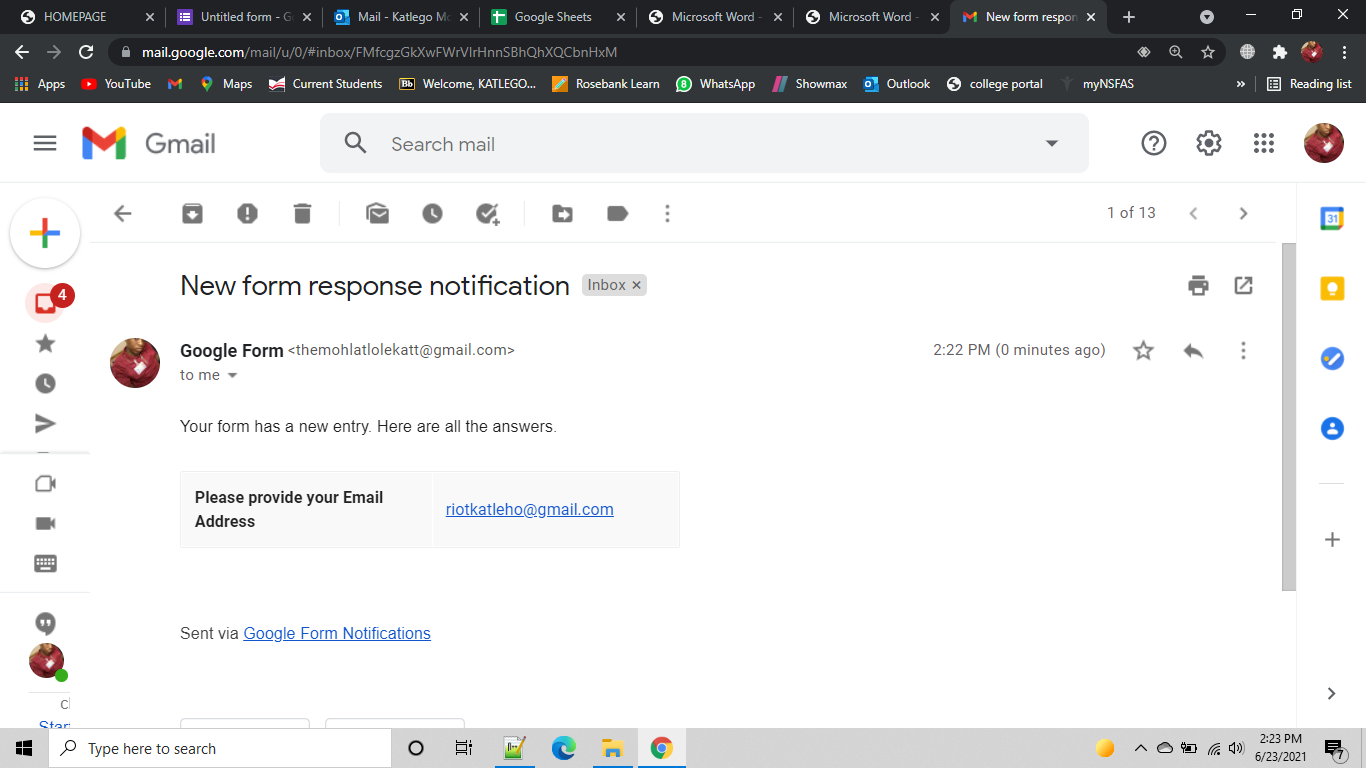 HOMEPAGE
Untitled form - G
Mail - Katlego Mo
Google Sheets
Microsoft Word -
Microsoft Word -
New form respon
mail.google.com/mail/u/0/#inbox/FMfcgzGkXwFWrVlrHnnSBhQhXQCbnHxM
Apps
YouTube
Maps
Current Students
Bb Welcome, KATLEGO...
Rosebank Learn
8 WhatsApp
Showmax
Outlook
college portal
myNSFAS
»
Reading list
Gmail
Search mail
1 of 13
31
4
New form response notification
Inbox ×
Google Form <themohlatlolekatt@gmail.com>
2:22 PM (0 minutes ago)
to me
Your form has a new entry. Here are all the answers.
Please provide your Email
Address
riotkatleho@gmail.com
Sent via Google Form Notifications
Type here to search
2:23 PM
6/23/2021
7